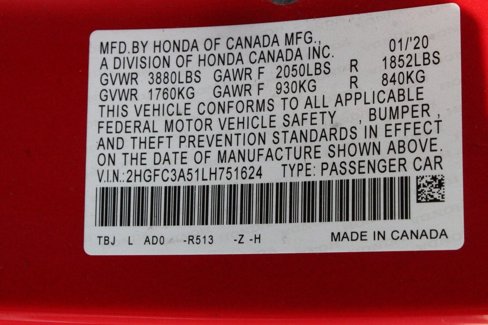 MFD.BY HONDA OF CANADA MFG.,
A DIVISION OF HONDA CANADA INC. 01/'20
GVWR 3880LBS GAWR F 2050LBS R 1852LBS
GVWR 1760KG GAWR F 930KG R 840KG
THIS VEHICLE CONFORMS TO ALL APPLICABLE
FEDERAL MOTOR VEHICLE SAFETY , BUMPER ,
AND THEFT PREVENTION STANDARDS IN EFFECT
ON THE DATE OF MANUFACTURE SHOWN ABOVE.
V.I.N.:2HGFC3A51LH751624 TYPE: PASSENGER CAR
TBJ L AD0 -R513 -Z -H MADE IN CANADA